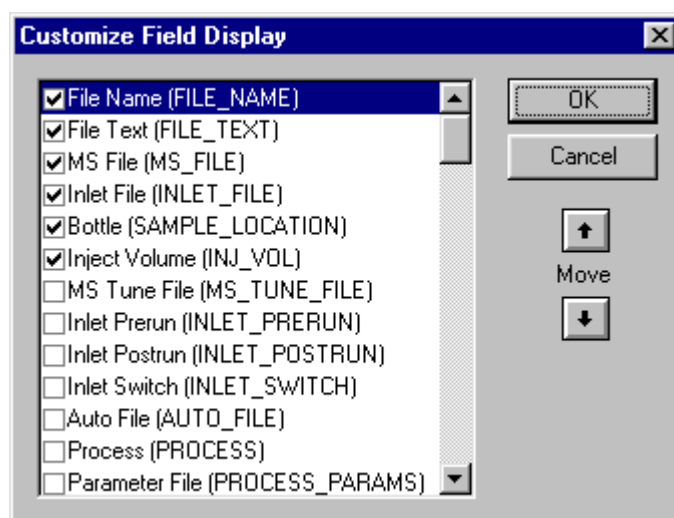 Customize Field Display
File Name (FILE_NAME)
File Text (FILE_TEXT)
MS File (MS_FILE)
Inlet File (INLET_FILE)
Bottle (SAMPLE_LOCATION)
Inject Volume (INJ_VOL)
MS Tune File (MS_TUNE_FILE)
Inlet Prerun (INLET_PRERUN)
Inlet Postrun (INLET_POSTRUN)
Inlet Switch (INLET_SWITCH)
Auto File (AUTO_FILE)
Process (PROCESS)
Parameter File (PROCESS_PARAMS)
OK
Cancel
Move